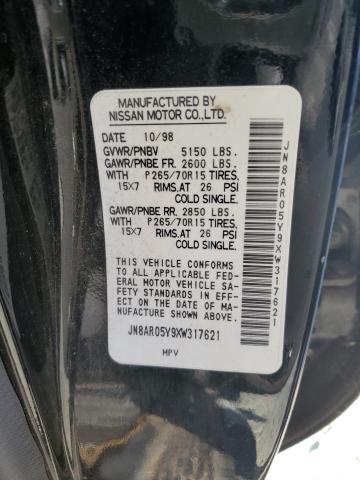 MANUFACTURED BY
NISSAN MOTOR CO.,LTD.
DATE 10/98
GVWR/PNBV 5150 LBS.
GAWR/PNBE FR. 2600 LBS.
WITH P265/70R15 TIRES,
15X7 RIMS,AT 26 PSI
COLD SINGLE.
GAWR/PNBE RR. 2850 LBS.
WITH P265/70R15 TIRES,
15X7 RIMS,AT 26 PSI
COLD SINGLE.
THIS VEHICLE CONFORMS
TO ALL APPLICABLE FED-
ERAL MOTOR VEHICLE SA-
FETY STANDARDS IN EFFE-
CT ON THE DATE OF MA-
NUFACTURE SHOWN ABOVE.
JN8AR05Y9XW317621
MPV
JN8AR05Y9XW317621